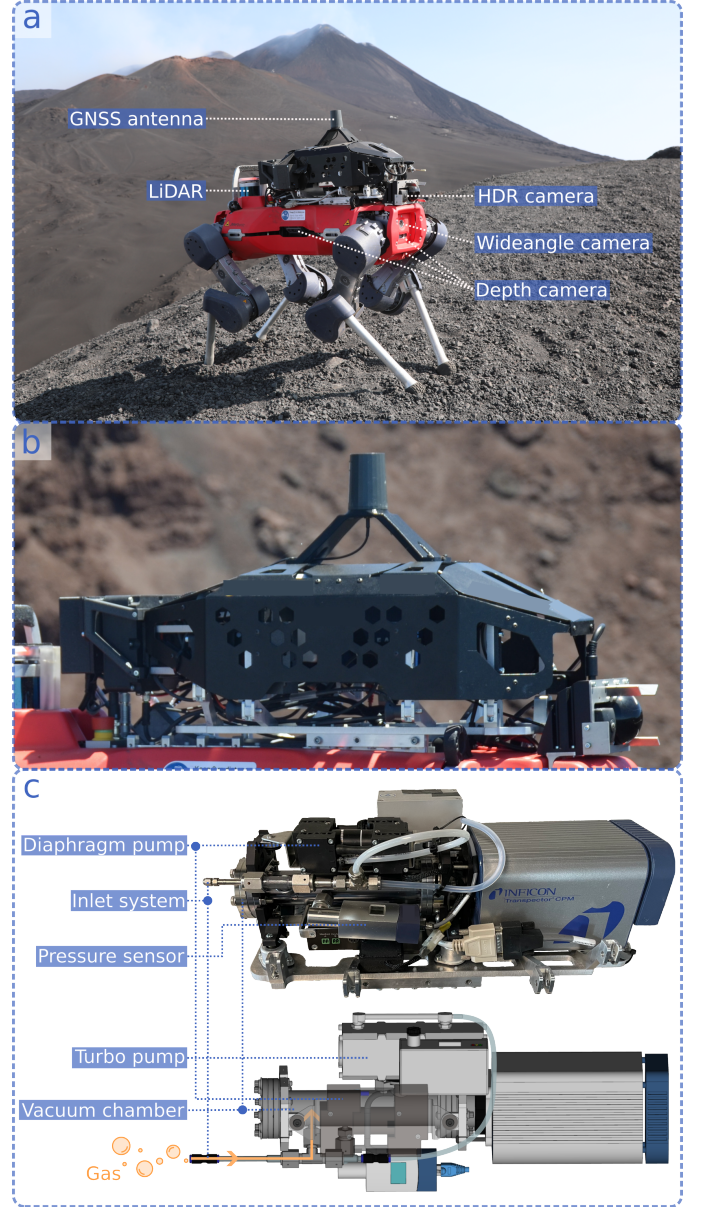 a
GNSS antenna
LiDAR
HDR camera
Wideangle camera
Depth camera
b
c
Diaphragm pump
Inlet system
INFICON
Transpector CPM
Pressure sensor
Turbo pump
Vacuum chamber
Gas